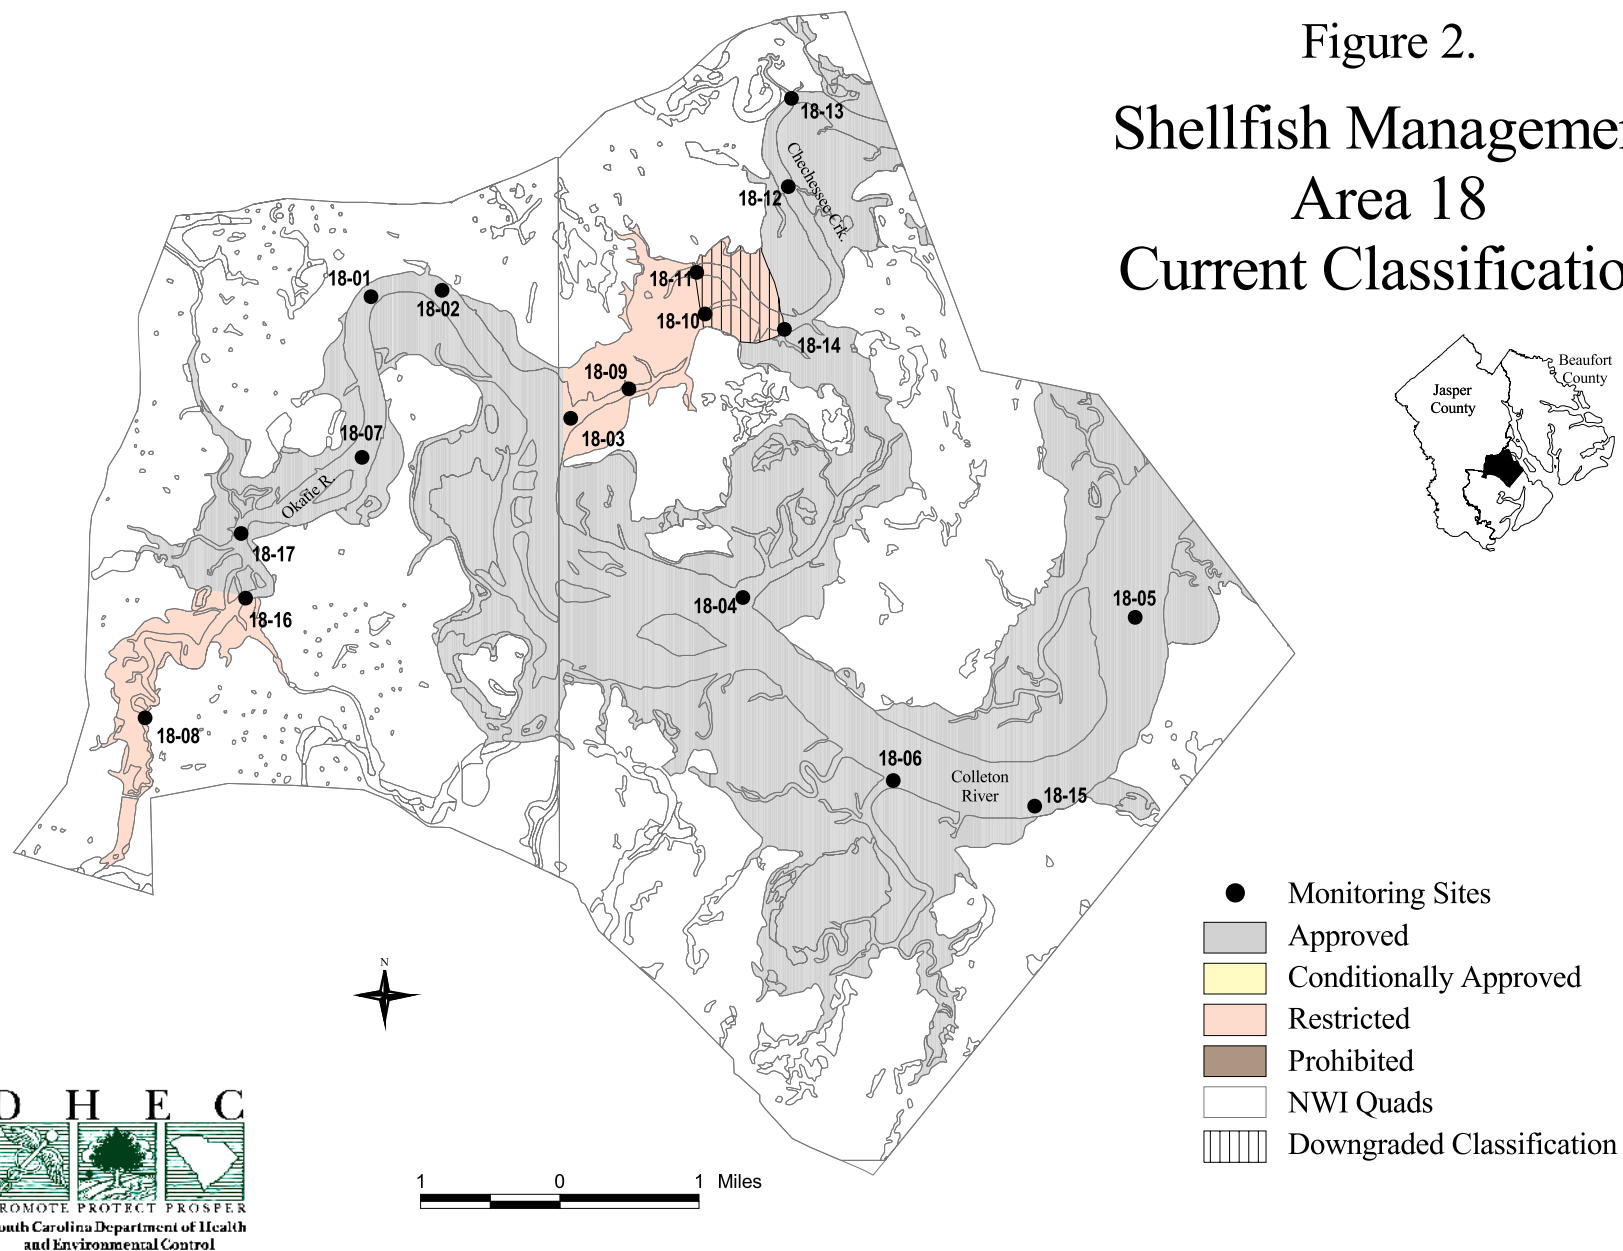 Figure 2.
Shellfish Manageme
Area 18
Current Classificatio
18-13
Chechessee Crk.
18-12
18-01
18-02
18-11
18-10
18-14
18-09
18-03
18-07
Okatie R.
18-17
18-16
18-04
18-05
18-08
18-06
Colleton
River
18-15
Beaufort
County
Jasper
County
Monitoring Sites
Approved
Conditionally Approved
Restricted
Prohibited
NWI Quads
Downgraded Classification
N
1 0 1 Miles
D H E C
ROMOTE PROTECT PROSPER
outh Carolina Department of Health
and Environmental Control